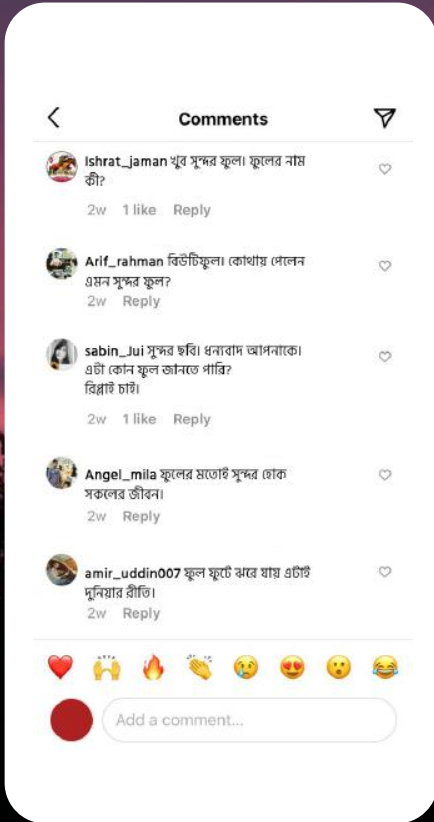 Comments
Ishrat_jaman খুব সুন্দর ফুল। ফুলের নাম
কী?
2w 1 like Reply
Arif_rahman বিউটিফুল। কোথায় পেলেন
এমন সুন্দর ফুল?
2w Reply
sabin_Jui সুন্দর ছবি। ধন্যবাদ আপনাকে।
এটা কোন ফুল জানতে পারি?
রিপ্লাই চাই।
2w 1 like Reply
Angel_mila ফুলের মতোই সুন্দর হোক
সকলের জীবন।
2w Reply
amir_uddin007 ফুল ফুটে ঝরে যায় এটাই
দুনিয়ার রীতি।
2w Reply
Add a comment...